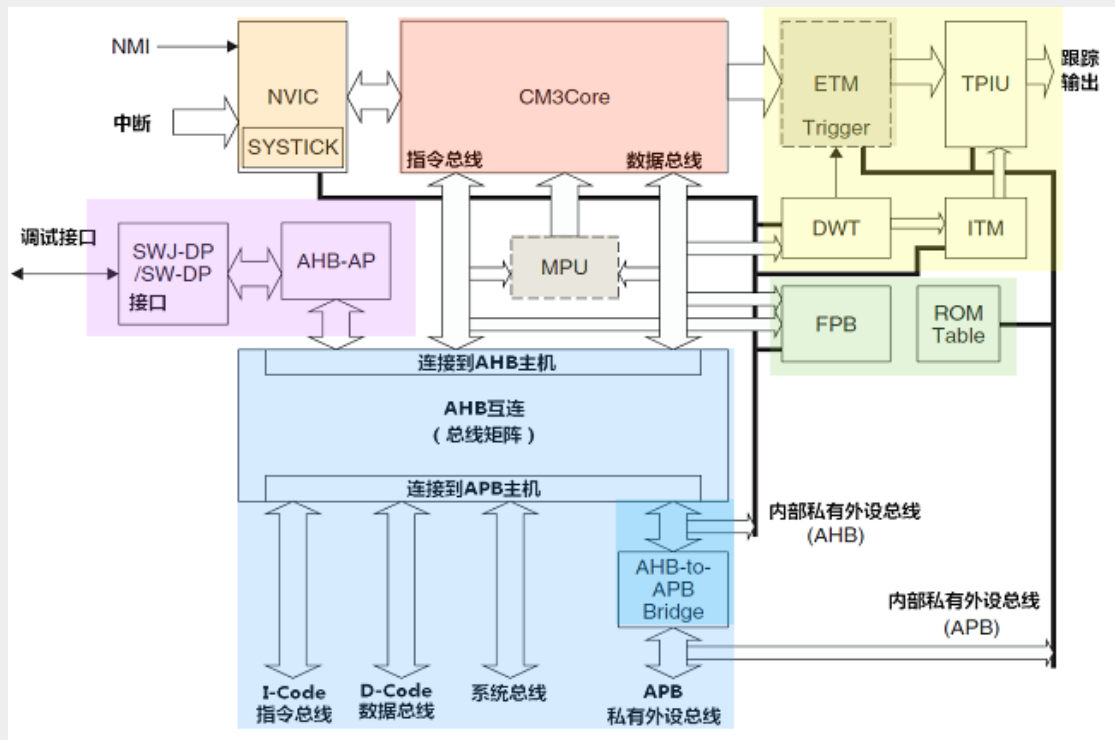 NMI
中断
NVIC
SYSTICK
CM3Core
指令总线
数据总线
ETM
Trigger
TPIU
跟踪
输出
调试接口
SWJ-DP
/SW-DP
接口
AHB-AP
MPU
DWT
ITM
FPB
ROM
Table
连接到AHB主机
AHB互连
（总线矩阵）
连接到APB主机
内部私有外设总线
(AHB)
AHB-to-
APB
Bridge
内部私有外设总线
(APB)
I-Code
指令总线
D-Code
数据总线
系统总线
APB
私有外设总线